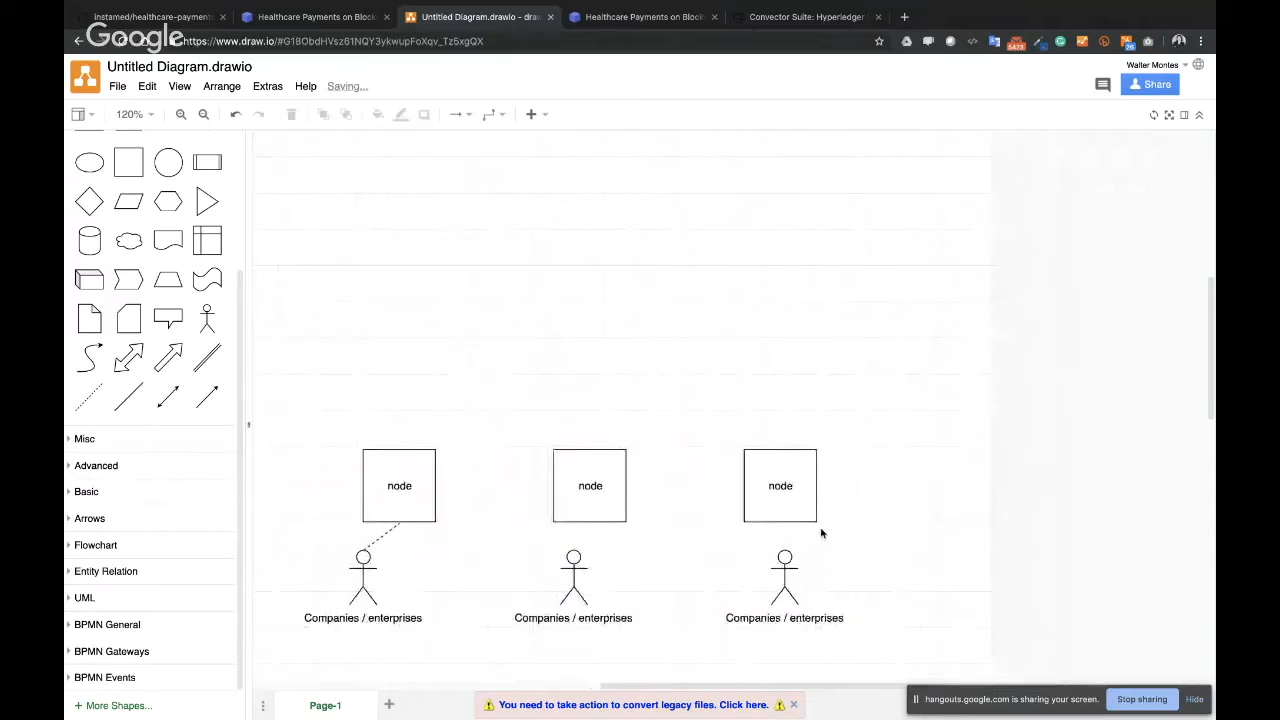 instamed/healthcare-payments
Healthcare Payments on Block
Untitled Diagram.drawio - draw
Healthcare Payments on Block
Convector Suite: Hyperledger
Google
https://www.draw.io/#G18ObdHVsz61NQY3ykwupFoXqv_Tz5xgQX
5473
26
Untitled Diagram.drawio
Walter Montes
File Edit View Arrange Extras Help Saving...
Share
120%
Misc
Advanced
Basic
Arrows
Flowchart
Entity Relation
UML
BPMN General
BPMN Gateways
BPMN Events
+ More Shapes...
node node node
Companies / enterprises Companies / enterprises Companies / enterprises
Page-1
You need to take action to convert legacy files. Click here.
hangouts.google.com is sharing your screen. Stop sharing Hide